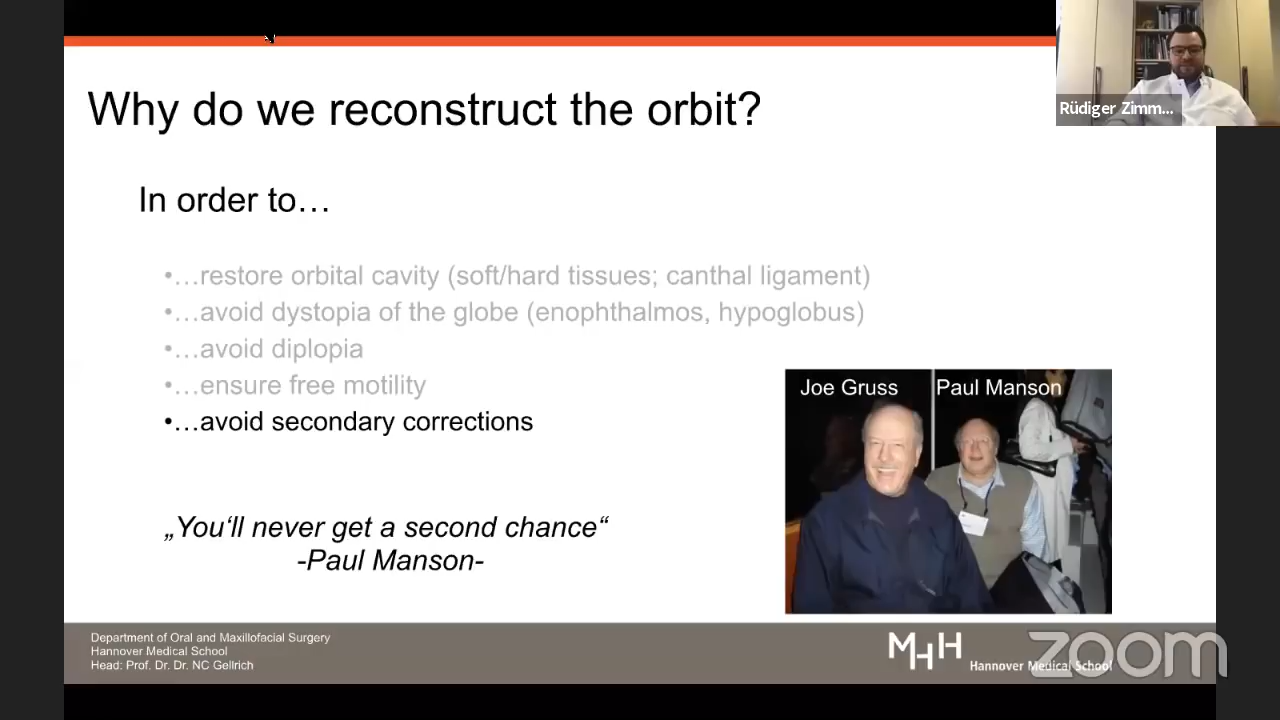 Why do we reconstruct the orbit?
Rüdiger Zimm...
In order to…
•…restore orbital cavity (soft/hard tissues; canthal ligament)
•…avoid dystopia of the globe (enophthalmos, hypoglobus)
•…avoid diplopia
•…ensure free motility
•…avoid secondary corrections
Joe Gruss Paul Manson
„You‘ll never get a second chance“
-Paul Manson-
Department of Oral and Maxillofacial Surgery
Hannover Medical School
Head: Prof. Dr. Dr. NC Gellrich
MHH
Hannover Medical School
zoom